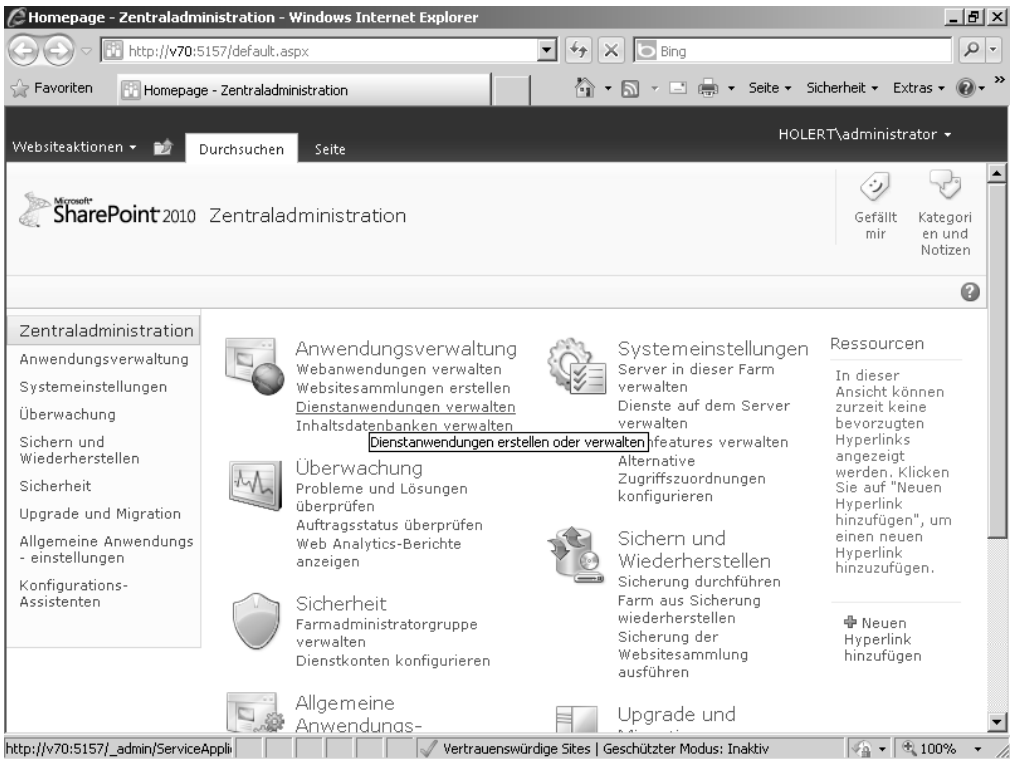 Homepage - Zentraladministration - Windows Internet Explorer
http://v70:5157/default.aspx
Bing
Favoriten
Homepage - Zentraladministration
Seite
Sicherheit
Extras
HOLERT\administrator
Websiteaktionen
Durchsuchen
Seite
Microsoft
SharePoint 2010
Zentraladministration
Gefällt
mir
Kategori
en und
Notizen
Zentraladministration
Anwendungsverwaltung
Systemeinstellungen
Überwachung
Sichern und
Wiederherstellen
Sicherheit
Upgrade und Migration
Allgemeine Anwendungs
- einstellungen
Konfigurations-
Assistenten
Anwendungsverwaltung
Webanwendungen verwalten
Websitesammlungen erstellen
Dienstanwendungen verwalten
Inhaltsdatenbanken verwalten
Dienstanwendungen erstellen oder verwalten
Überwachung
Probleme und Lösungen
überprüfen
Auftragsstatus überprüfen
Web Analytics-Berichte
anzeigen
Sicherheit
Farmadministratorgruppe
verwalten
Dienstkonten konfigurieren
Allgemeine
Anwendungs-
Systemeinstellungen
Server in dieser Farm
verwalten
Dienste auf dem Server
verwalten
nfeatures verwalten
Alternative
Zugriffszuordnungen
konfigurieren
Sichern und
Wiederherstellen
Sicherung durchführen
Farm aus Sicherung
wiederherstellen
Sicherung der
Websitesammlung
ausführen
Upgrade und
Ressourcen
In dieser
Ansicht können
zurzeit keine
bevorzugten
Hyperlinks
angezeigt
werden. Klicken
Sie auf "Neuen
Hyperlink
hinzufügen", um
einen neuen
Hyperlink
hinzuzufügen.
Neuen
Hyperlink
hinzufügen
http://v70:5157/_admin/ServiceAppli
Vertrauenswürdige Sites | Geschützter Modus: Inaktiv
100%